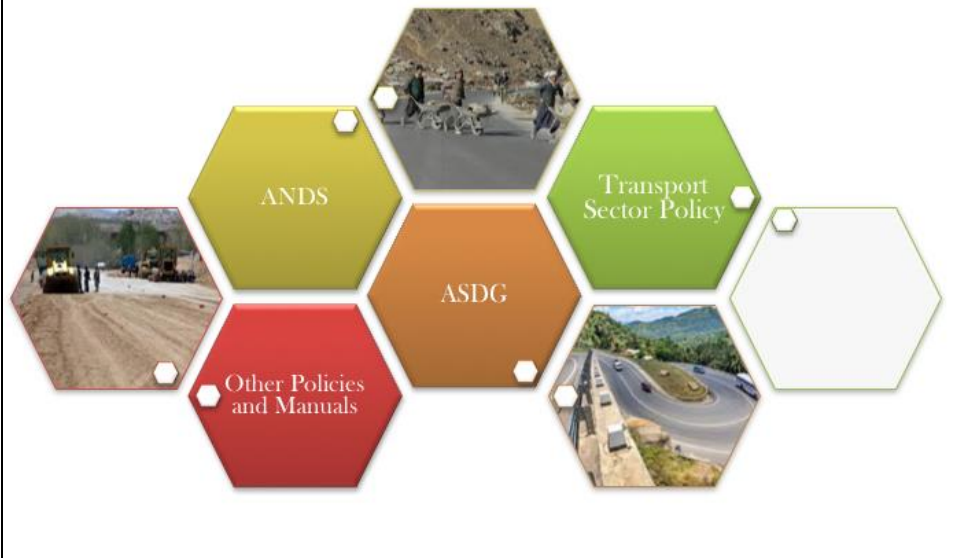 ANDS
Transport
Sector Policy
ASDG
Other Policies
and Manuals